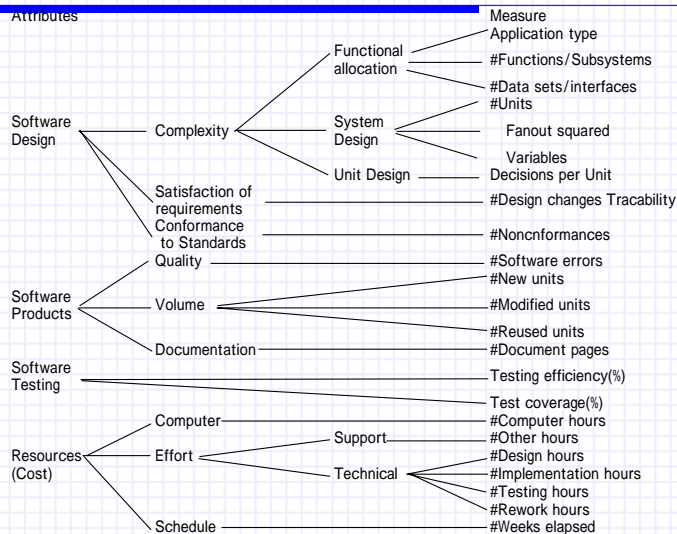 Attributes
Measure
Application type
Functional
allocation
#Functions/Subsystems
#Data sets/interfaces
#Units
Software
Design
Complexity
System
Design
Fanout squared
Variables
Unit Design
Decisions per Unit
Satisfaction of
requirements
#Design changes Tracability
Conformance
to Standards
#Noncnformances
Quality
#Software errors
#New units
Software
Products
Volume
#Modified units
#Reused units
Documentation
#Document pages
Software
Testing
Testing efficiency(%)
Test coverage(%)
Computer
#Computer hours
Support
#Other hours
Resources
(Cost)
Effort
#Design hours
Technical
#Implementation hours
#Testing hours
#Rework hours
Schedule
#Weeks elapsed